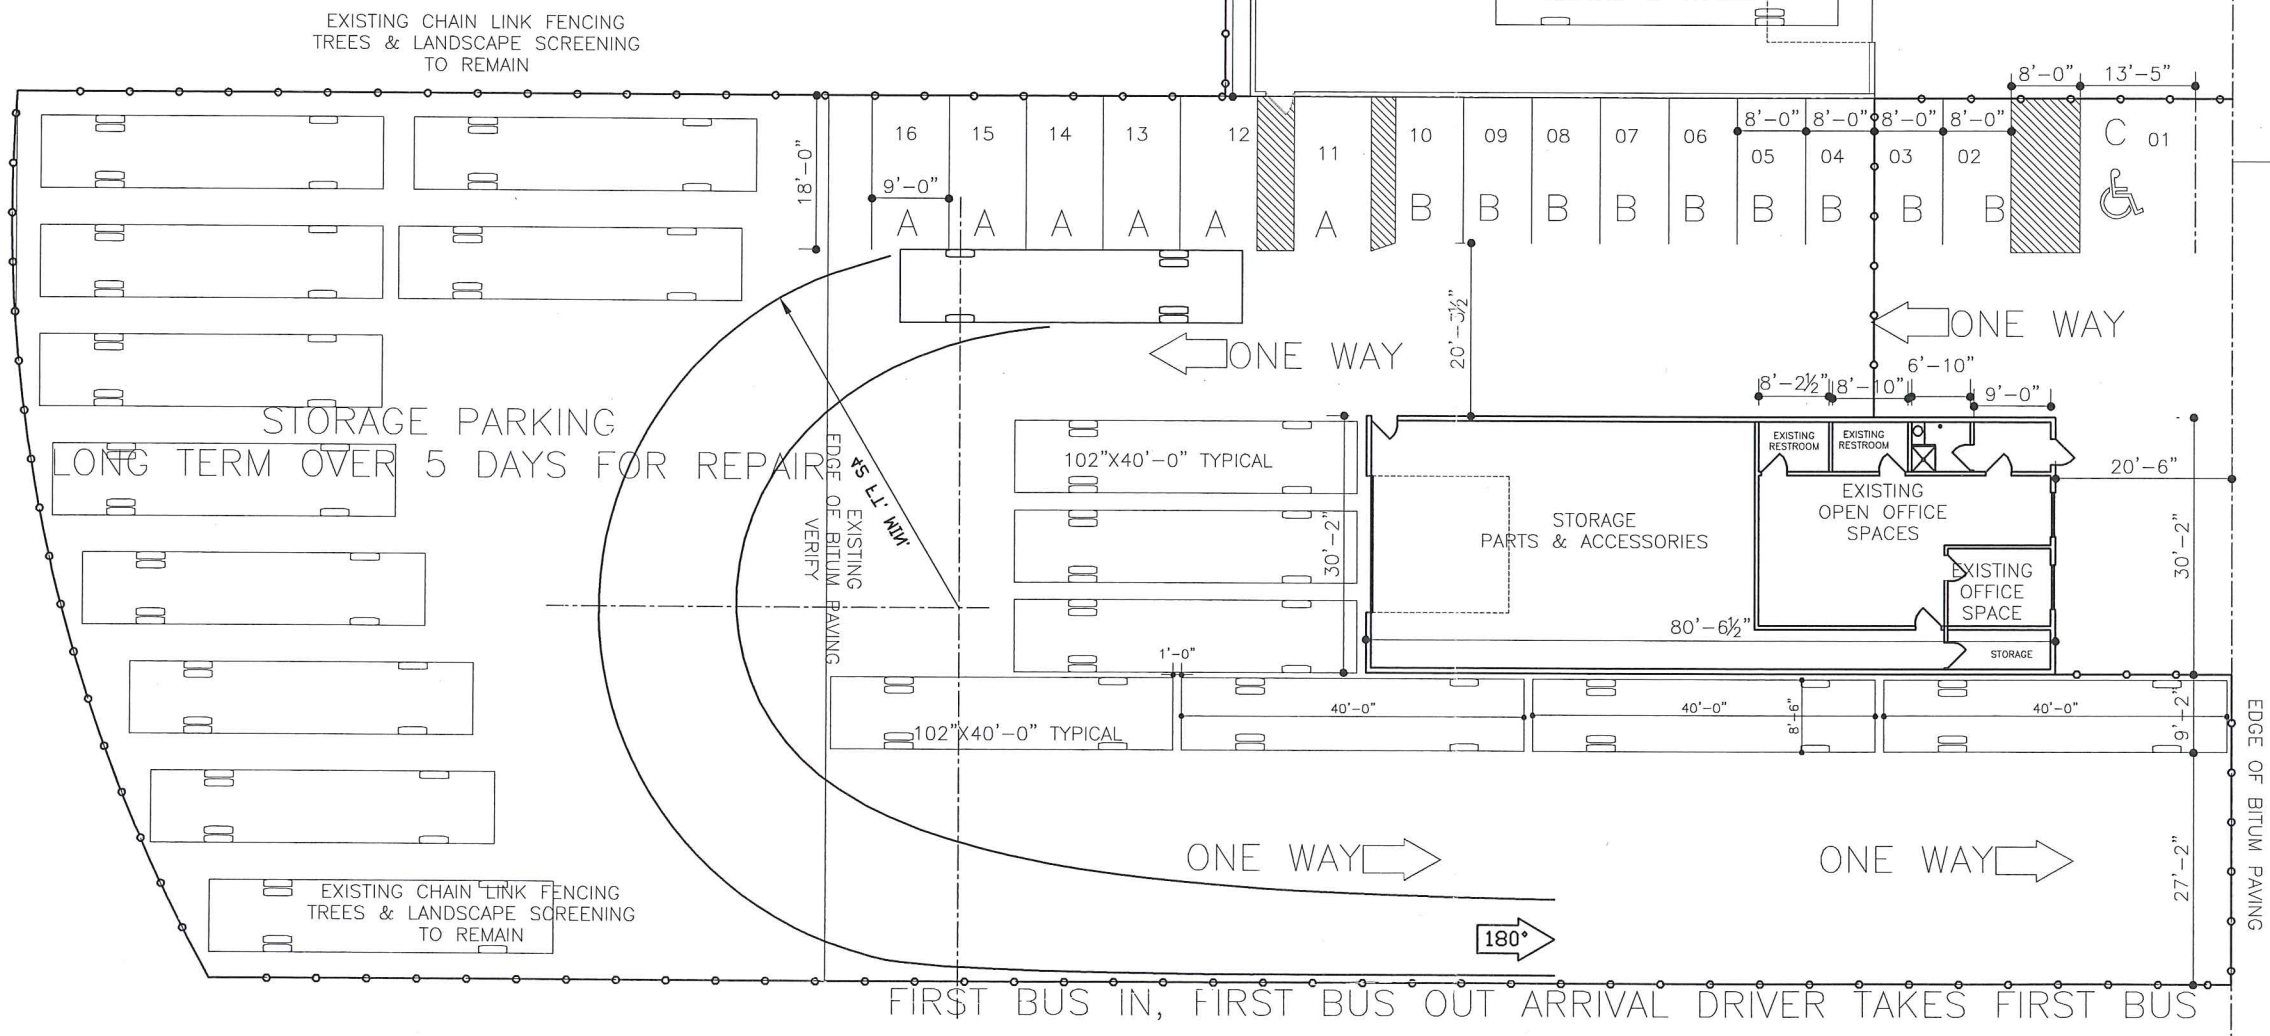 EXISTING CHAIN LINK FENCING
TREES & LANDSCAPE SCREENING
TO REMAIN
8'-0" 13'-5"
18'-0"
16 15 14 13 12 11 10 09 08 07 06 05 04 03 02 C 01
8'-0" 8'-0" 8'-0" 8'-0"
9'-0"
A A A A A A B B B B B B B B B
20'-3½"
ONE WAY
ONE WAY
8'-2½" 8'-10" 6'-10" 9'-0"
STORAGE PARKING
LONG TERM OVER 5 DAYS FOR REPAIR
EDGE OF BITUM PAVING
EXISTING
VERIFY
MIN. 54 FT.
102"X40'-0" TYPICAL
30'-2"
EXISTING
RESTROOM
EXISTING
RESTROOM
20'-6"
STORAGE
PARTS & ACCESSORIES
EXISTING
OPEN OFFICE
SPACES
EXISTING
OFFICE
SPACE
30'-2"
80'-6½"
STORAGE
1'-0"
102"X40'-0" TYPICAL
40'-0" 40'-0" 8'-6" 40'-0"
9'-2"
EDGE OF BITUM PAVING
ONE WAY
ONE WAY
27'-2"
180°
EXISTING CHAIN LINK FENCING
TREES & LANDSCAPE SCREENING
TO REMAIN
FIRST BUS IN, FIRST BUS OUT ARRIVAL DRIVER TAKES FIRST BUS